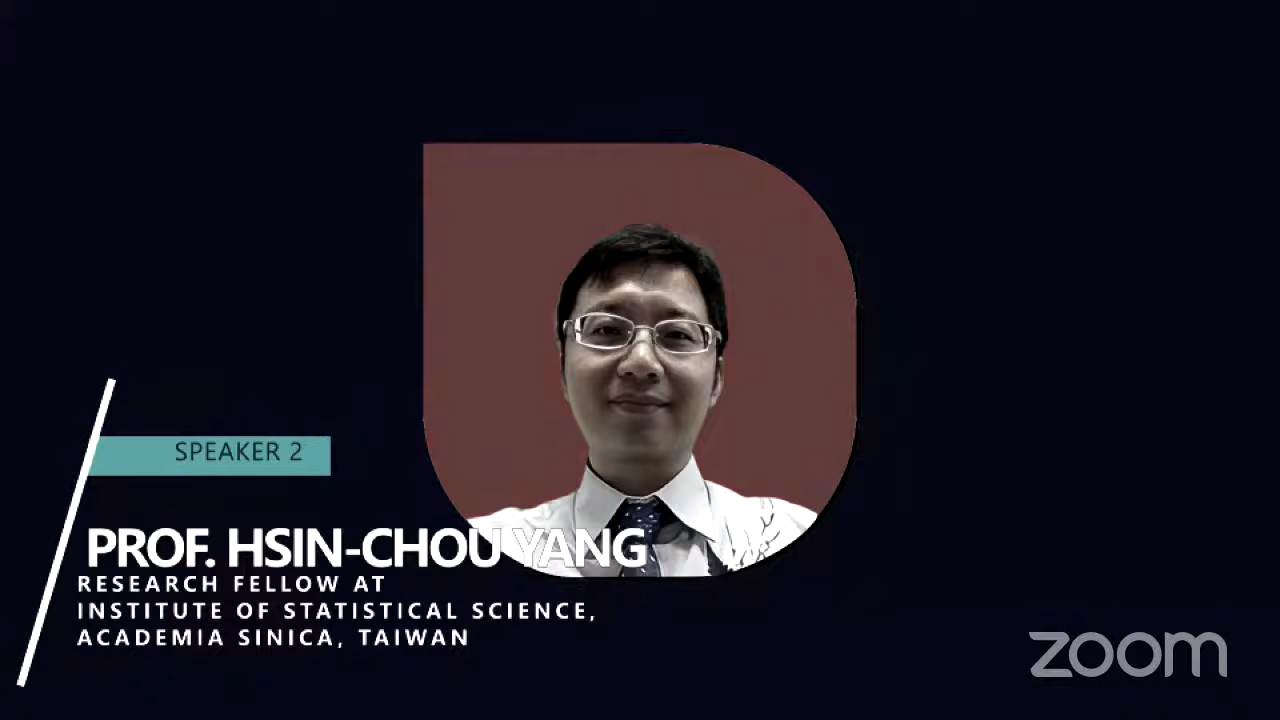 SPEAKER 2
PROF. HSIN-CHOU YANG
RESEARCH FELLOW AT
INSTITUTE OF STATISTICAL SCIENCE,
ACADEMIA SINICA, TAIWAN
zoom